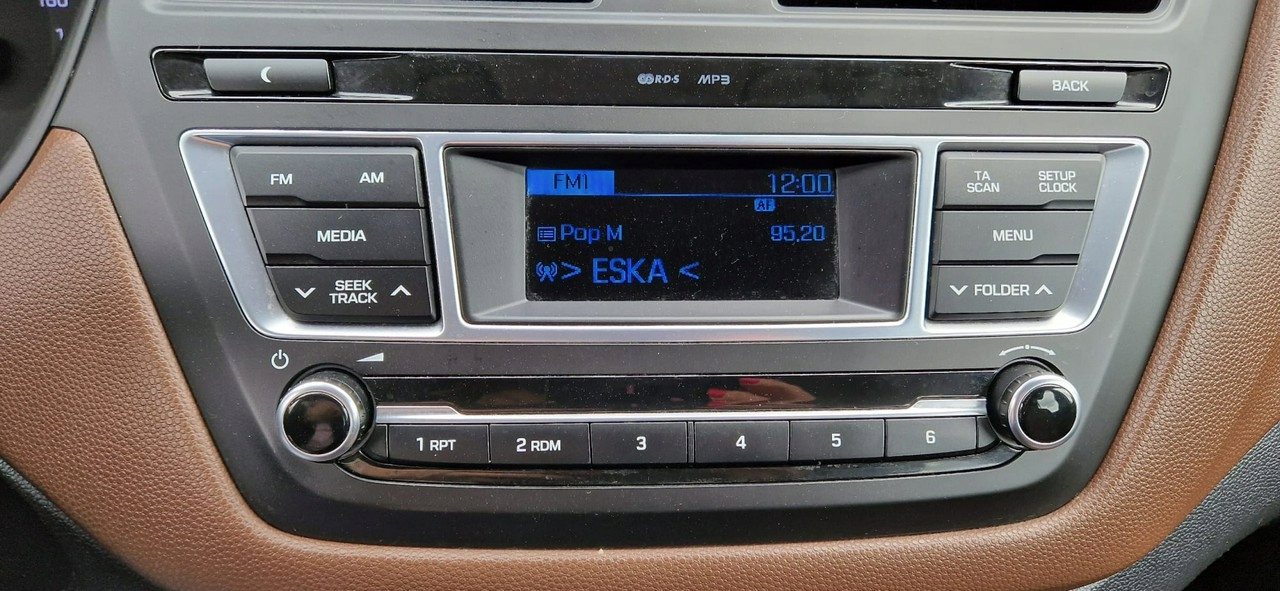 160
R·D·S MP3
BACK
FM AM
MEDIA
SEEK
TRACK
FM1 12:00
AF
Pop M 95.20
> ESKA <
TA
SCAN
SETUP
CLOCK
MENU
FOLDER
1 RPT 2 RDM 3 4 5 6